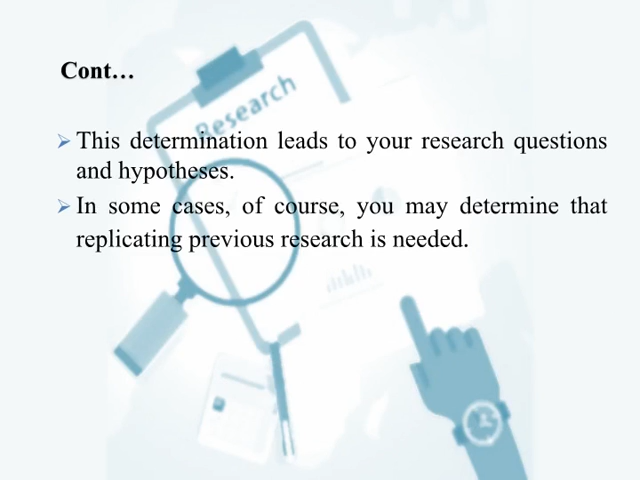 Cont…
Research
➢ This determination leads to your research questions
and hypotheses.
➢ In some cases, of course, you may determine that
replicating previous research is needed.